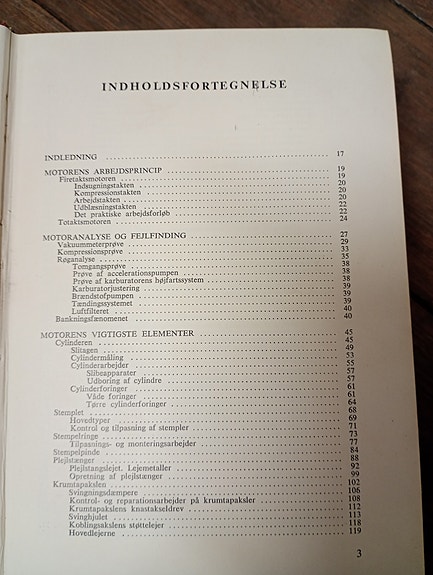 INDHOLDSFORTEGNELSE
INDLEDNING 17
MOTORENS ARBEJDSPRINCIP 19
Firetaktsmotoren 19
Indsugningstakten 20
Kompressionstakten 20
Arbejdstakten 20
Udblæsningstakten 22
Det praktiske arbejdsforløb 22
Totaktsmotoren 24
MOTORANALYSE OG FEJLFINDING 27
Vakuummeterprøve 29
Kompressionsprøve 33
Røganalyse 35
Tomgangsprøve 38
Prøve af accelerationspumpen 38
Prøve af karburatorens højfartssystem 38
Karburatorjustering 39
Brændstofpumpen 39
Tændingssystemet 39
Luftfilteret 40
Bankningsfænomenet 40
MOTORENS VIGTIGSTE ELEMENTER 45
Cylinderen 45
Slitagen 49
Cylindermåling 53
Cylinderarbejder 55
Slibeapparater 57
Udboring af cylindre 57
Cylinderforinger 61
Våde foringer 61
Tørre cylinderforinger 64
Stemplet 68
Hovedtyper 69
Kontrol og tilpasning af stempler 71
Stempelringe 73
Tilpasnings- og monteringsarbejder 77
Stempelpinde 84
Plejlstænger 88
Plejlstangslejet. Lejemetaller 92
Opretning af plejlstænger 99
Krumtapakslen 102
Svingningsdæmpere 106
Kontrol- og reparationsarbejder på krumtapaksler 108
Krumtapakslens knastakseldrev 112
Svinghjulet 113
Koblingsakslens støttelejer 118
Hovedlejerne 119
3